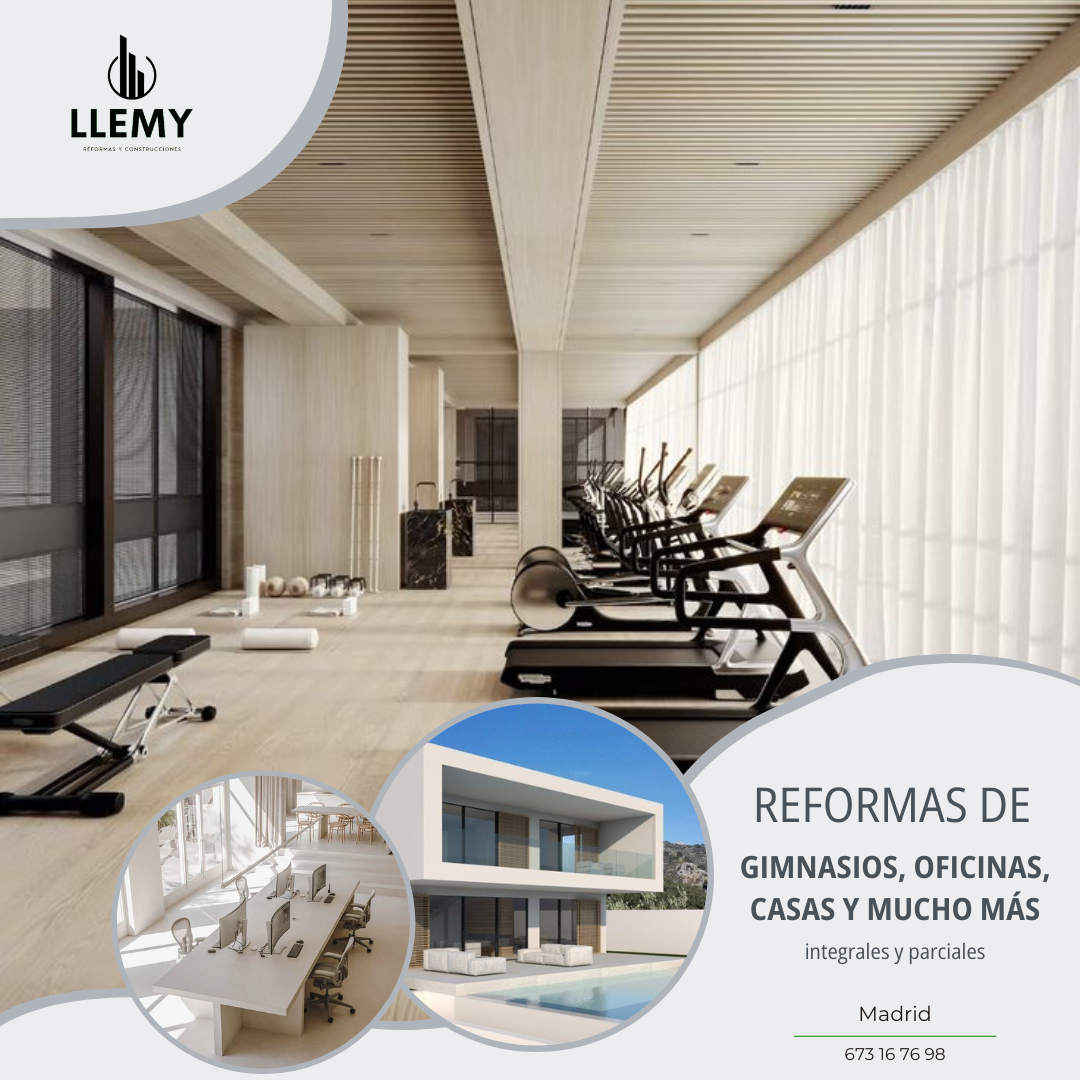 LLEMY
REFORMAS Y CONSTRUCCIONES
REFORMAS DE
GIMNASIOS, OFICINAS,
CASAS Y MUCHO MÁS
integrales y parciales
Madrid
673 16 76 98